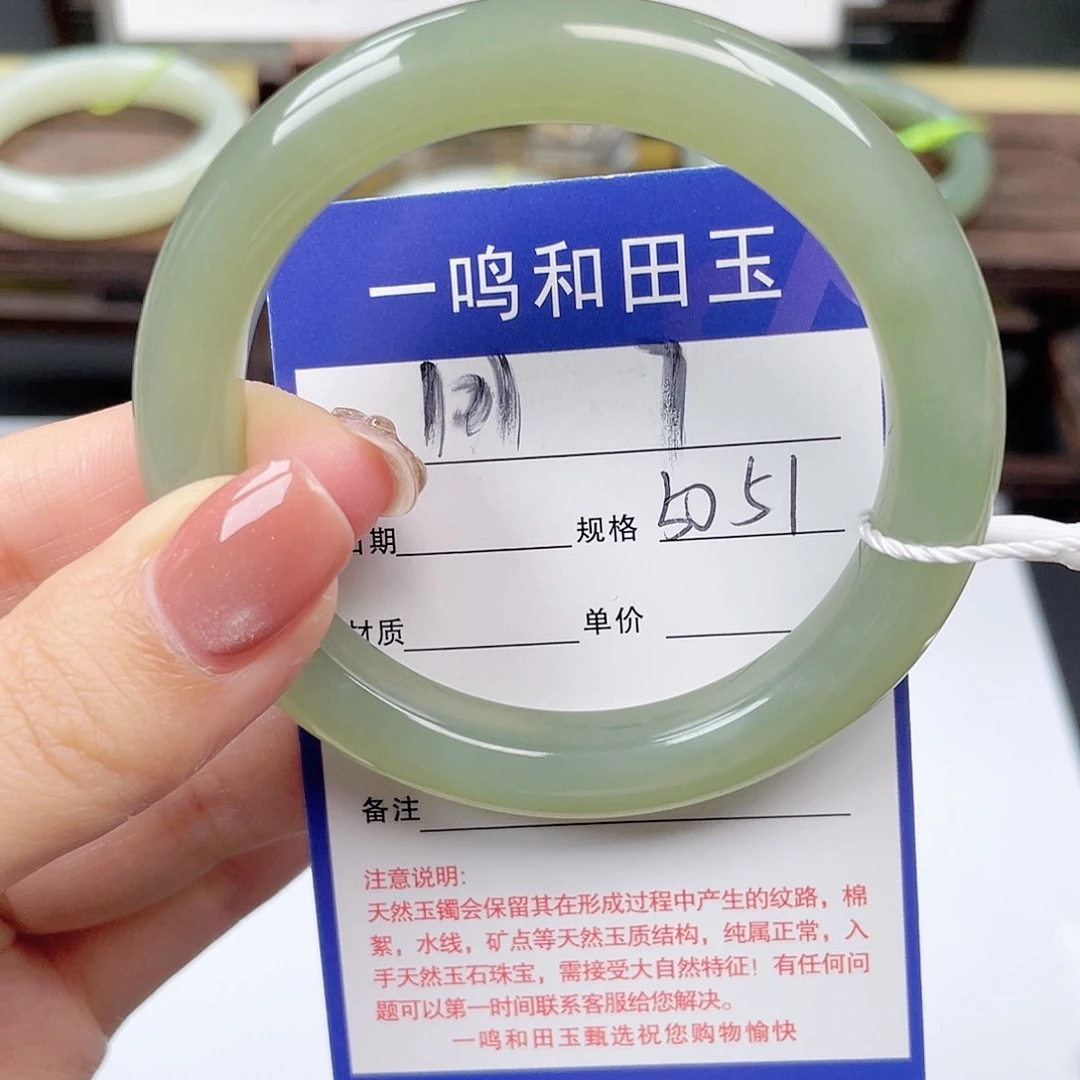 一鸣和田玉
日期 规格 5051
材质 单价
备注
注意说明:
天然玉镯会保留其在形成过程中产生的纹路，棉
絮，水线，矿点等天然玉质结构，纯属正常，入
手天然玉石珠宝，需接受大自然特征！有任何问
题可以第一时间联系客服给您解决。
一鸣和田玉甄选祝您购物愉快